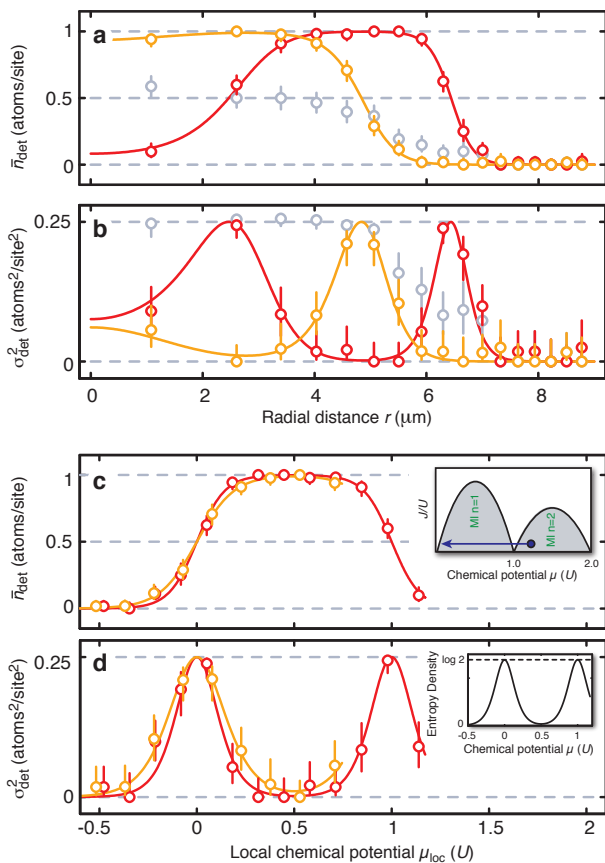 a
n̄det (atoms/site)
1
0.5
0
b
σ²det (atoms²/site²)
0.25
0
0 2 4 6 8
Radial distance r (μm)
c
n̄det (atoms/site)
1
0.5
0
J/U
MI n=1
MI n=2
1.0 2.0
Chemical potential μ (U)
d
σ²det (atoms²/site²)
0.25
0
Entropy Density
log 2
0
-0.5 0 0.5 1
Chemical potential μ (U)
-0.5 0 0.5 1 1.5 2
Local chemical potential μloc (U)